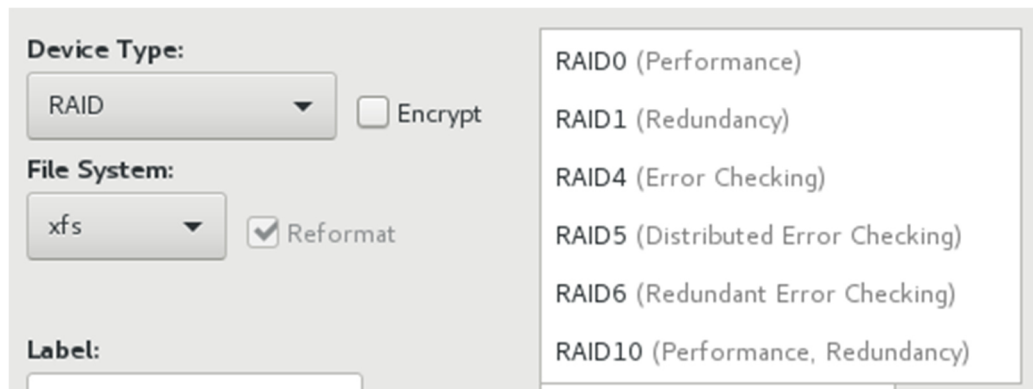 Device Type:
RAID
Encrypt
File System:
xfs
Reformat
Label:
RAID0 (Performance)
RAID1 (Redundancy)
RAID4 (Error Checking)
RAID5 (Distributed Error Checking)
RAID6 (Redundant Error Checking)
RAID10 (Performance, Redundancy)